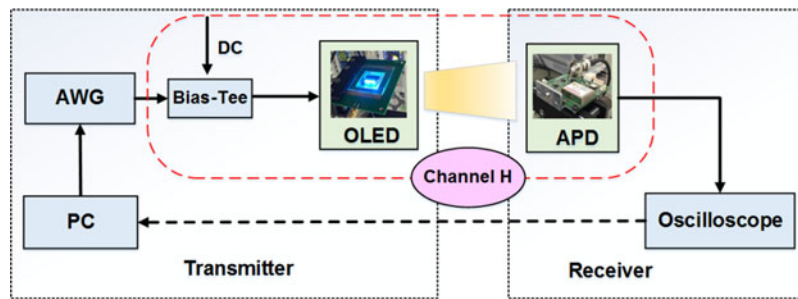 DC
AWG
Bias-Tee
OLED
APD
Channel H
PC
Oscilloscope
Transmitter
Receiver